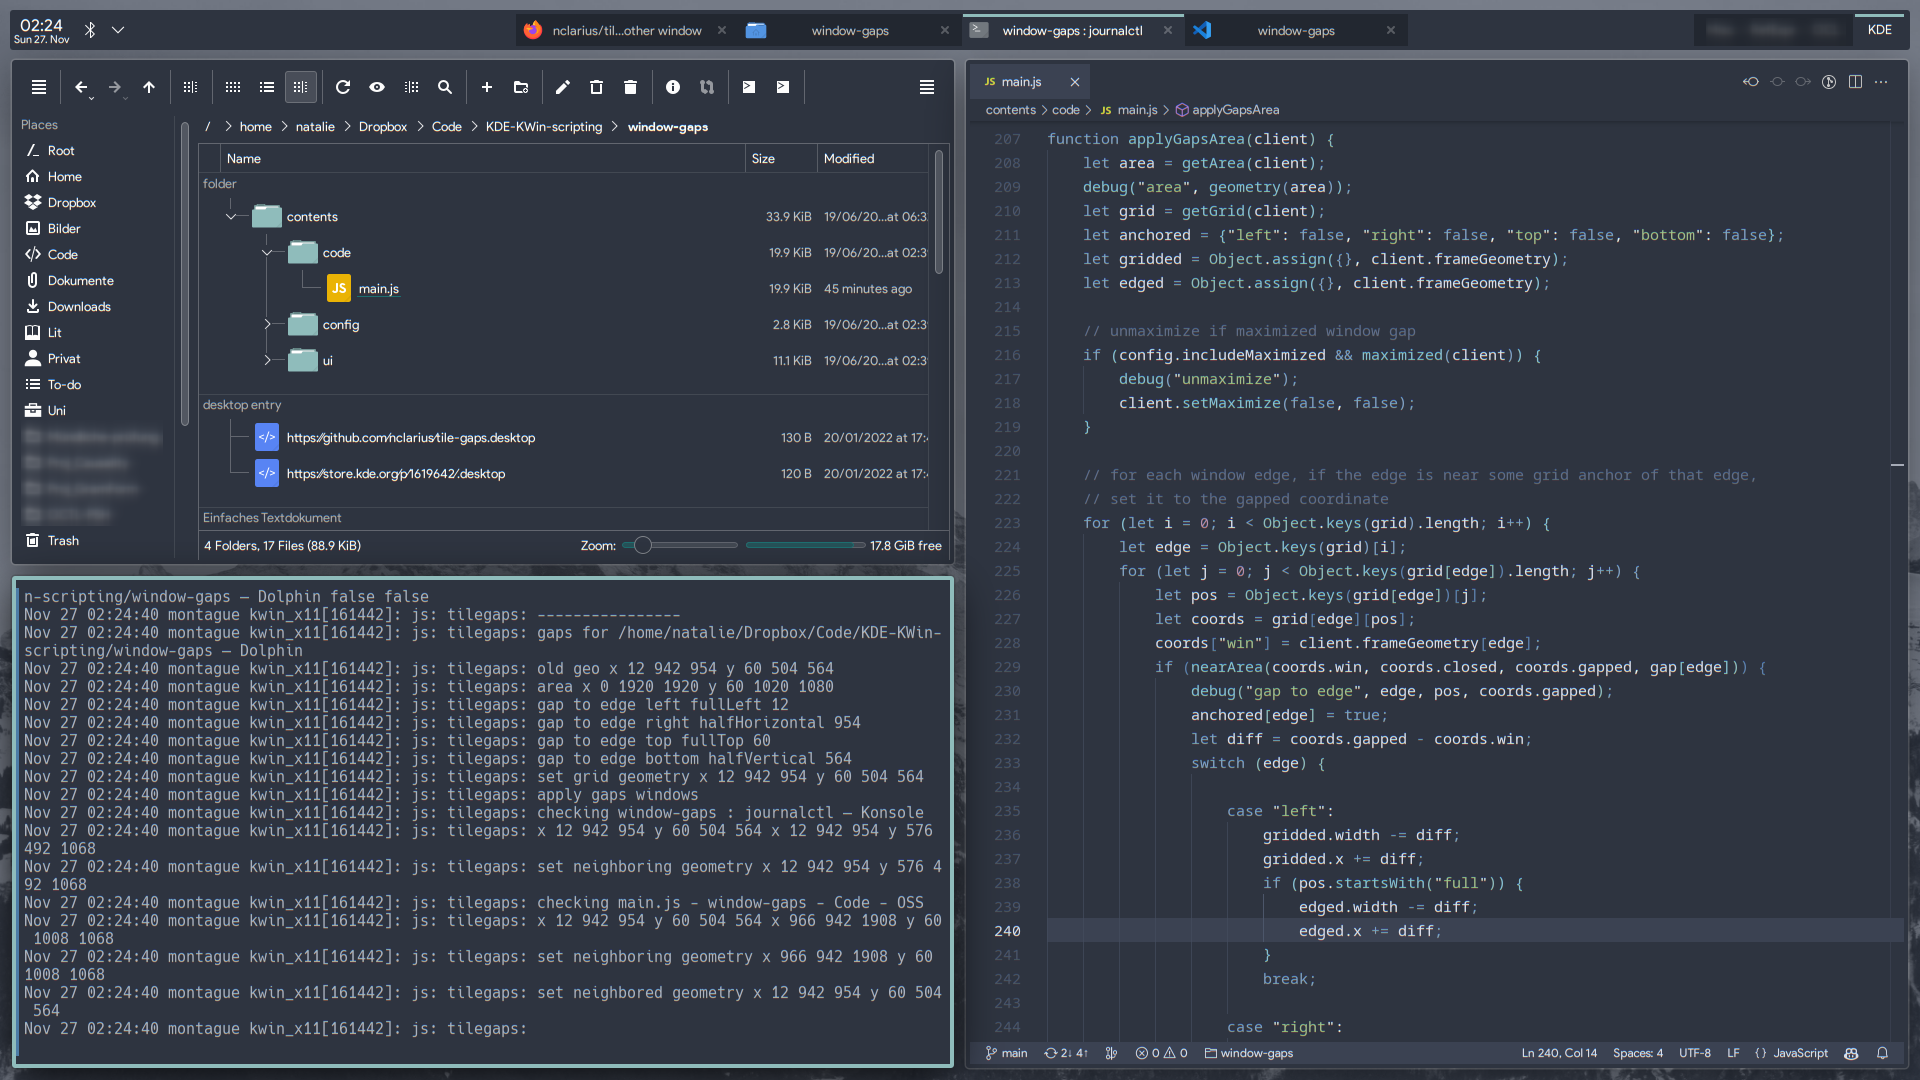 02:24
Sun 27. Nov
nclarius/til...other window
window-gaps
window-gaps : journalctl
window-gaps
KDE
Places
Root
Home
Dropbox
Bilder
Code
Dokumente
Downloads
Lit
Privat
To-do
Uni
Trash
/ > home > natalie > Dropbox > Code > KDE-KWin-scripting > window-gaps
Name Size Modified
folder
contents 33.9 KiB 19/06/20...at 06:3
code 19.9 KiB 19/06/20...at 02:3
JS main.js 19.9 KiB 45 minutes ago
config 2.8 KiB 19/06/20...at 02:3
ui 11.1 KiB 19/06/20...at 02:3
desktop entry
https://github.com/nclarius/tile-gaps.desktop 130 B 20/01/2022 at 17:
https://store.kde.org/p/1619642/.desktop 120 B 20/01/2022 at 17:
Einfaches Textdokument
4 Folders, 17 Files (88.9 KiB) Zoom: 17.8 GiB free
n-scripting/window-gaps — Dolphin false false
Nov 27 02:24:40 montague kwin_x11[161442]: js: tilegaps: ----------------
Nov 27 02:24:40 montague kwin_x11[161442]: js: tilegaps: gaps for /home/natalie/Dropbox/Code/KDE-KWin-
scripting/window-gaps — Dolphin
Nov 27 02:24:40 montague kwin_x11[161442]: js: tilegaps: old geo x 12 942 954 y 60 504 564
Nov 27 02:24:40 montague kwin_x11[161442]: js: tilegaps: area x 0 1920 1920 y 60 1020 1080
Nov 27 02:24:40 montague kwin_x11[161442]: js: tilegaps: gap to edge left fullLeft 12
Nov 27 02:24:40 montague kwin_x11[161442]: js: tilegaps: gap to edge right halfHorizontal 954
Nov 27 02:24:40 montague kwin_x11[161442]: js: tilegaps: gap to edge top fullTop 60
Nov 27 02:24:40 montague kwin_x11[161442]: js: tilegaps: gap to edge bottom halfVertical 564
Nov 27 02:24:40 montague kwin_x11[161442]: js: tilegaps: set grid geometry x 12 942 954 y 60 504 564
Nov 27 02:24:40 montague kwin_x11[161442]: js: tilegaps: apply gaps windows
Nov 27 02:24:40 montague kwin_x11[161442]: js: tilegaps: checking window-gaps : journalctl — Konsole
Nov 27 02:24:40 montague kwin_x11[161442]: js: tilegaps: x 12 942 954 y 60 504 564 x 12 942 954 y 576
492 1068
Nov 27 02:24:40 montague kwin_x11[161442]: js: tilegaps: set neighboring geometry x 12 942 954 y 576 4
92 1068
Nov 27 02:24:40 montague kwin_x11[161442]: js: tilegaps: checking main.js - window-gaps - Code - OSS
Nov 27 02:24:40 montague kwin_x11[161442]: js: tilegaps: x 12 942 954 y 60 504 564 x 966 942 1908 y 60
1008 1068
Nov 27 02:24:40 montague kwin_x11[161442]: js: tilegaps: set neighboring geometry x 966 942 1908 y 60
1008 1068
Nov 27 02:24:40 montague kwin_x11[161442]: js: tilegaps: set neighbored geometry x 12 942 954 y 60 504
564
Nov 27 02:24:40 montague kwin_x11[161442]: js: tilegaps:
JS main.js
contents > code > JS main.js > applyGapsArea
207 function applyGapsArea(client) {
208 let area = getArea(client);
209 debug("area", geometry(area));
210 let grid = getGrid(client);
211 let anchored = {"left": false, "right": false, "top": false, "bottom": false};
212 let gridded = Object.assign({}, client.frameGeometry);
213 let edged = Object.assign({}, client.frameGeometry);
214
215 // unmaximize if maximized window gap
216 if (config.includeMaximized && maximized(client)) {
217 debug("unmaximize");
218 client.setMaximize(false, false);
219 }
220
221 // for each window edge, if the edge is near some grid anchor of that edge,
222 // set it to the gapped coordinate
223 for (let i = 0; i < Object.keys(grid).length; i++) {
224 let edge = Object.keys(grid)[i];
225 for (let j = 0; j < Object.keys(grid[edge]).length; j++) {
226 let pos = Object.keys(grid[edge])[j];
227 let coords = grid[edge][pos];
228 coords["win"] = client.frameGeometry[edge];
229 if (nearArea(coords.win, coords.closed, coords.gapped, gap[edge])) {
230 debug("gap to edge", edge, pos, coords.gapped);
231 anchored[edge] = true;
232 let diff = coords.gapped - coords.win;
233 switch (edge) {
234
235 case "left":
236 gridded.width -= diff;
237 gridded.x += diff;
238 if (pos.startsWith("full")) {
239 edged.width -= diff;
240 edged.x += diff;
241 }
242 break;
243
244 case "right":
main 2↓ 4↑ 0 0 window-gaps Ln 240, Col 14 Spaces: 4 UTF-8 LF {} JavaScript